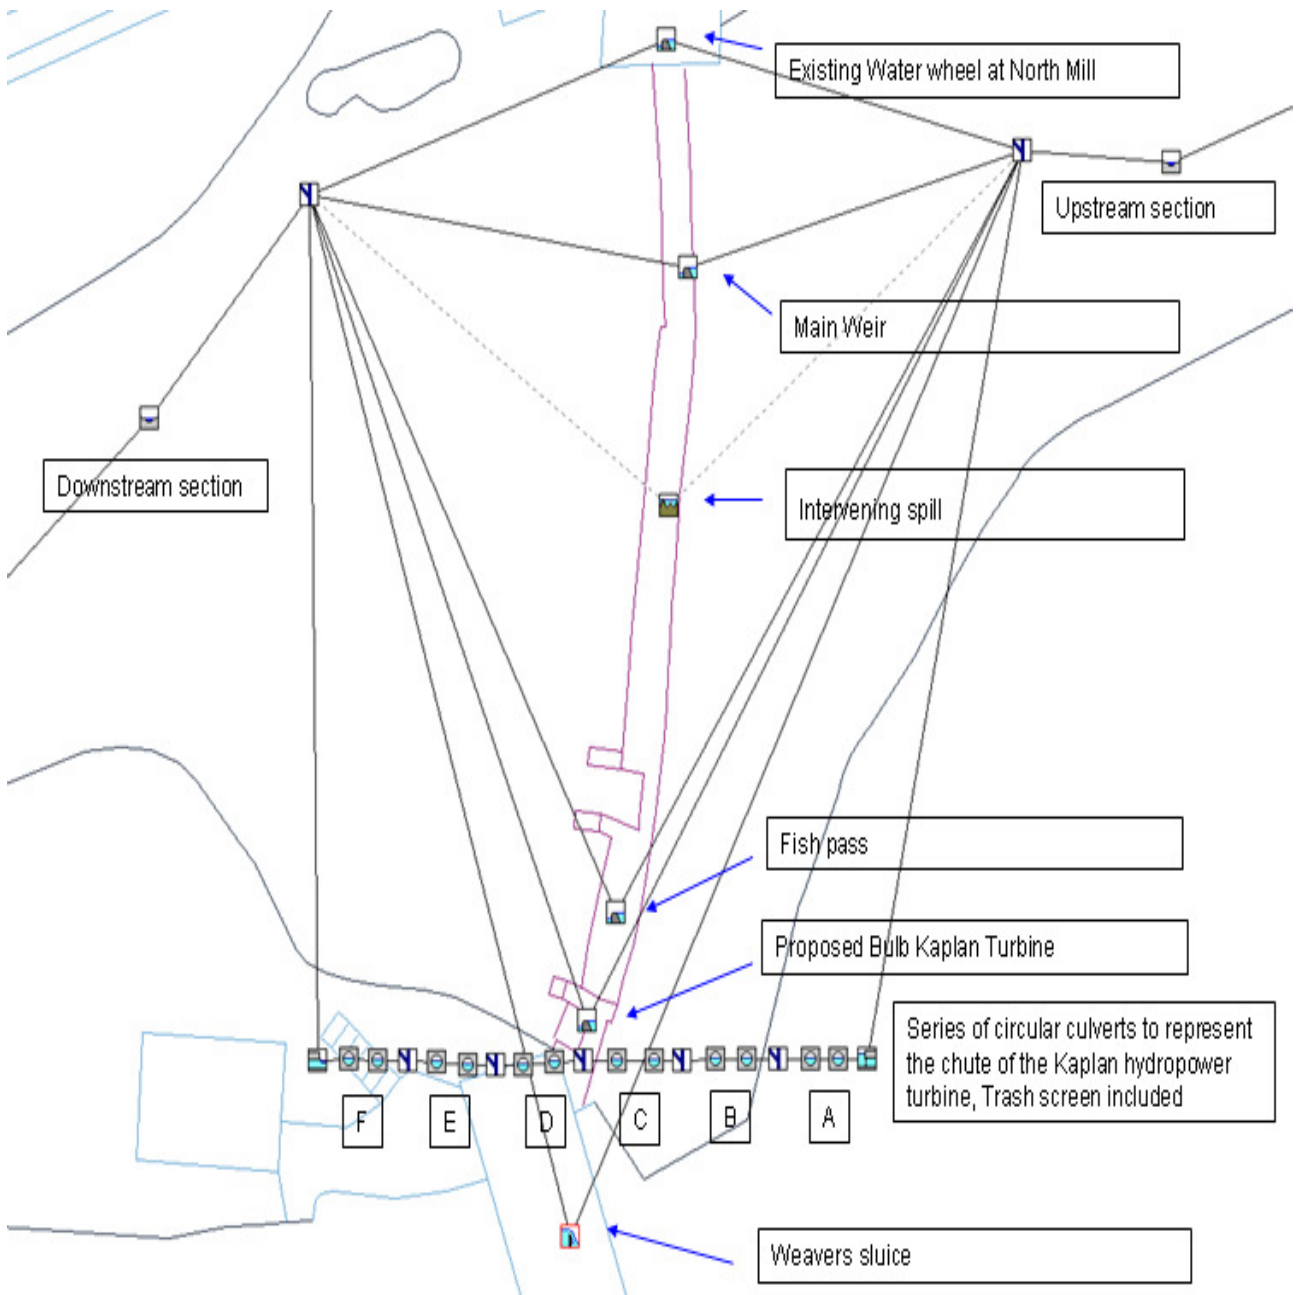 Existing Water wheel at North Mill
Upstream section
Main Weir
Downstream section
Intervening spill
Fish pass
Proposed Bulb Kaplan Turbine
Series of circular culverts to represent
the chute of the Kaplan hydropower
turbine, Trash screen included
F E D C B A
Weavers sluice